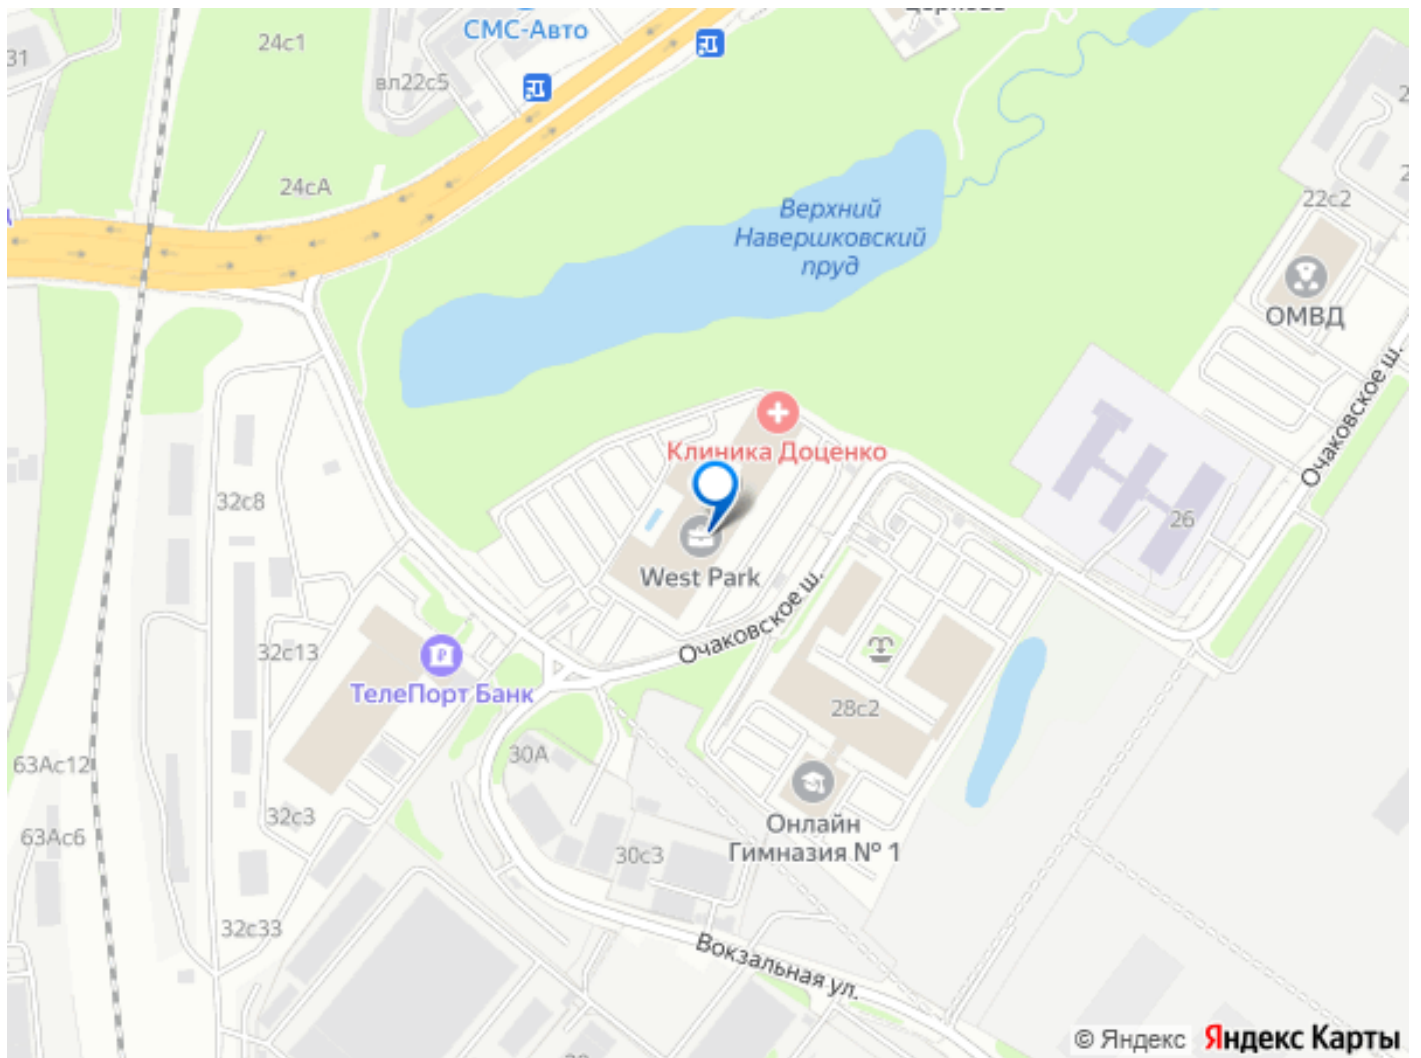 СМС-Авто
24с1
31
вл22с5
24сА
Верхний
Навершковский
пруд
22с2
ОМВД
Очаковское ш.
Клиника Доценко
West Park
32с8
26
Очаковское ш.
32с13
ТелеПорт Банк
28с2
30А
63Ас12
32с3
63Ас6
Онлайн
Гимназия № 1
30с3
32с33
Вокзальная ул.
© Яндекс
Яндекс Карты